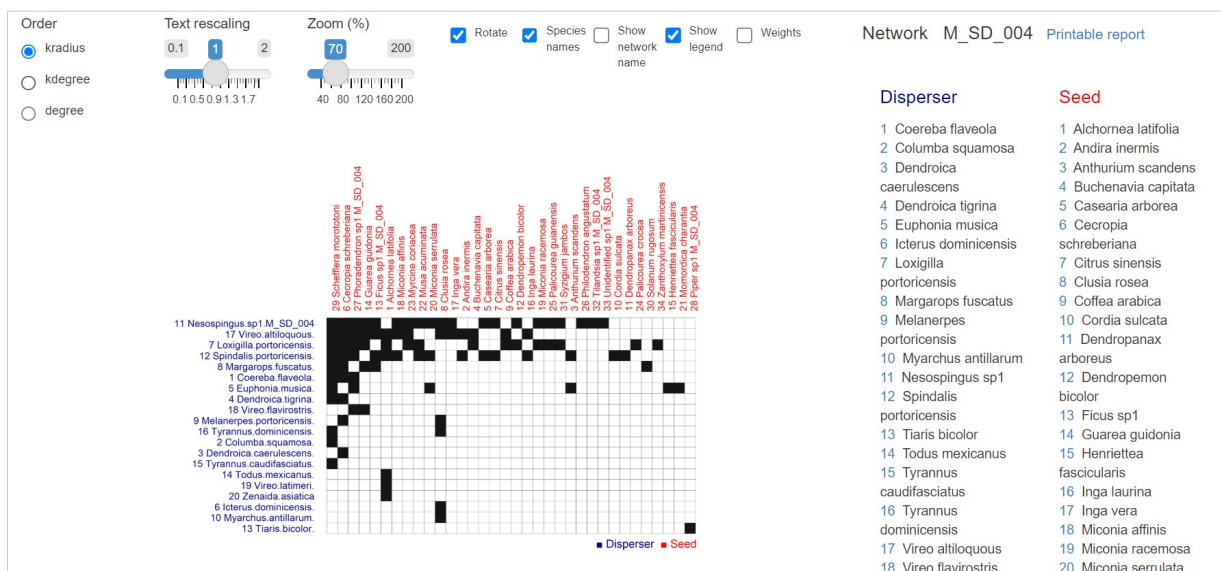 Order
kradius
kdegree
degree
Text rescaling
0.1 1 2
0.1 0.5 0.9 1.3 1.7
Zoom (%)
70 200
40 80 120 160 200
Rotate
Species names
Show network name
Show legend
Weights
Network M_SD_004 Printable report
29 Schefflera morototoni
6 Cecropia schreberiana
27 Phoradendron sp1 M_SD_004
14 Guarea guidonia
13 Ficus sp1 M_SD_004
1 Alchornea latifolia
18 Miconia affinis
23 Myrcine coriacea
22 Musa acuminata
20 Miconia serrulata
8 Clusia rosea
17 Inga vera
2 Andira inermis
4 Buchenavia capitata
5 Casearia arborea
7 Citrus sinensis
9 Coffea arabica
12 Dendropemon bicolor
16 Inga laurina
19 Miconia racemosa
25 Palicourea guianensis
31 Syzigium jambos
3 Anthurium scandens
26 Philodendron angustatum
32 Tilandsia sp1 M_SD_004
33 Unidentified sp1 M_SD_004
10 Cordia sulcata
11 Dendropanax arboreus
24 Palicourea crocea
30 Solanum rugosum
34 Zanthoxylum martinicensis
15 Henriettea fascicularis
21 Momordica charantia
28 Piper sp1 M_SD_004
11 Nesospingus.sp1.M_SD_004
17 Vireo.altiloquous.
7 Loxigilla.portoricensis.
12 Spindalis.portoricensis.
8 Margarops.fuscatus.
1 Coereba.flaveola.
5 Euphonia.musica.
4 Dendroica.tigrina.
18 Vireo.flavirostris.
9 Melanerpes.portoricensis.
16 Tyrannus.dominicensis.
2 Columba.squamosa.
3 Dendroica.caerulescens.
15 Tyrannus.caudifasciatus.
14 Todus.mexicanus.
19 Vireo.latimeri.
20 Zenaida.asiatica
6 Icterus.dominicensis.
10 Myarchus.antillarum.
13 Tiaris.bicolor.
Disperser Seed
Disperser
1 Coereba flaveola
2 Columba squamosa
3 Dendroica
caerulescens
4 Dendroica tigrina
5 Euphonia musica
6 Icterus dominicensis
7 Loxigilla
portoricensis
8 Margarops fuscatus
9 Melanerpes
portoricensis
10 Myarchus antillarum
11 Nesospingus sp1
12 Spindalis
portoricensis
13 Tiaris bicolor
14 Todus mexicanus
15 Tyrannus
caudifasciatus
16 Tyrannus
dominicensis
17 Vireo altiloquous
18 Vireo flavirostris
Seed
1 Alchornea latifolia
2 Andira inermis
3 Anthurium scandens
4 Buchenavia capitata
5 Casearia arborea
6 Cecropia
schreberiana
7 Citrus sinensis
8 Clusia rosea
9 Coffea arabica
10 Cordia sulcata
11 Dendropanax
arboreus
12 Dendropemon
bicolor
13 Ficus sp1
14 Guarea guidonia
15 Henriettea
fascicularis
16 Inga laurina
17 Inga vera
18 Miconia affinis
19 Miconia racemosa
20 Miconia serrulata